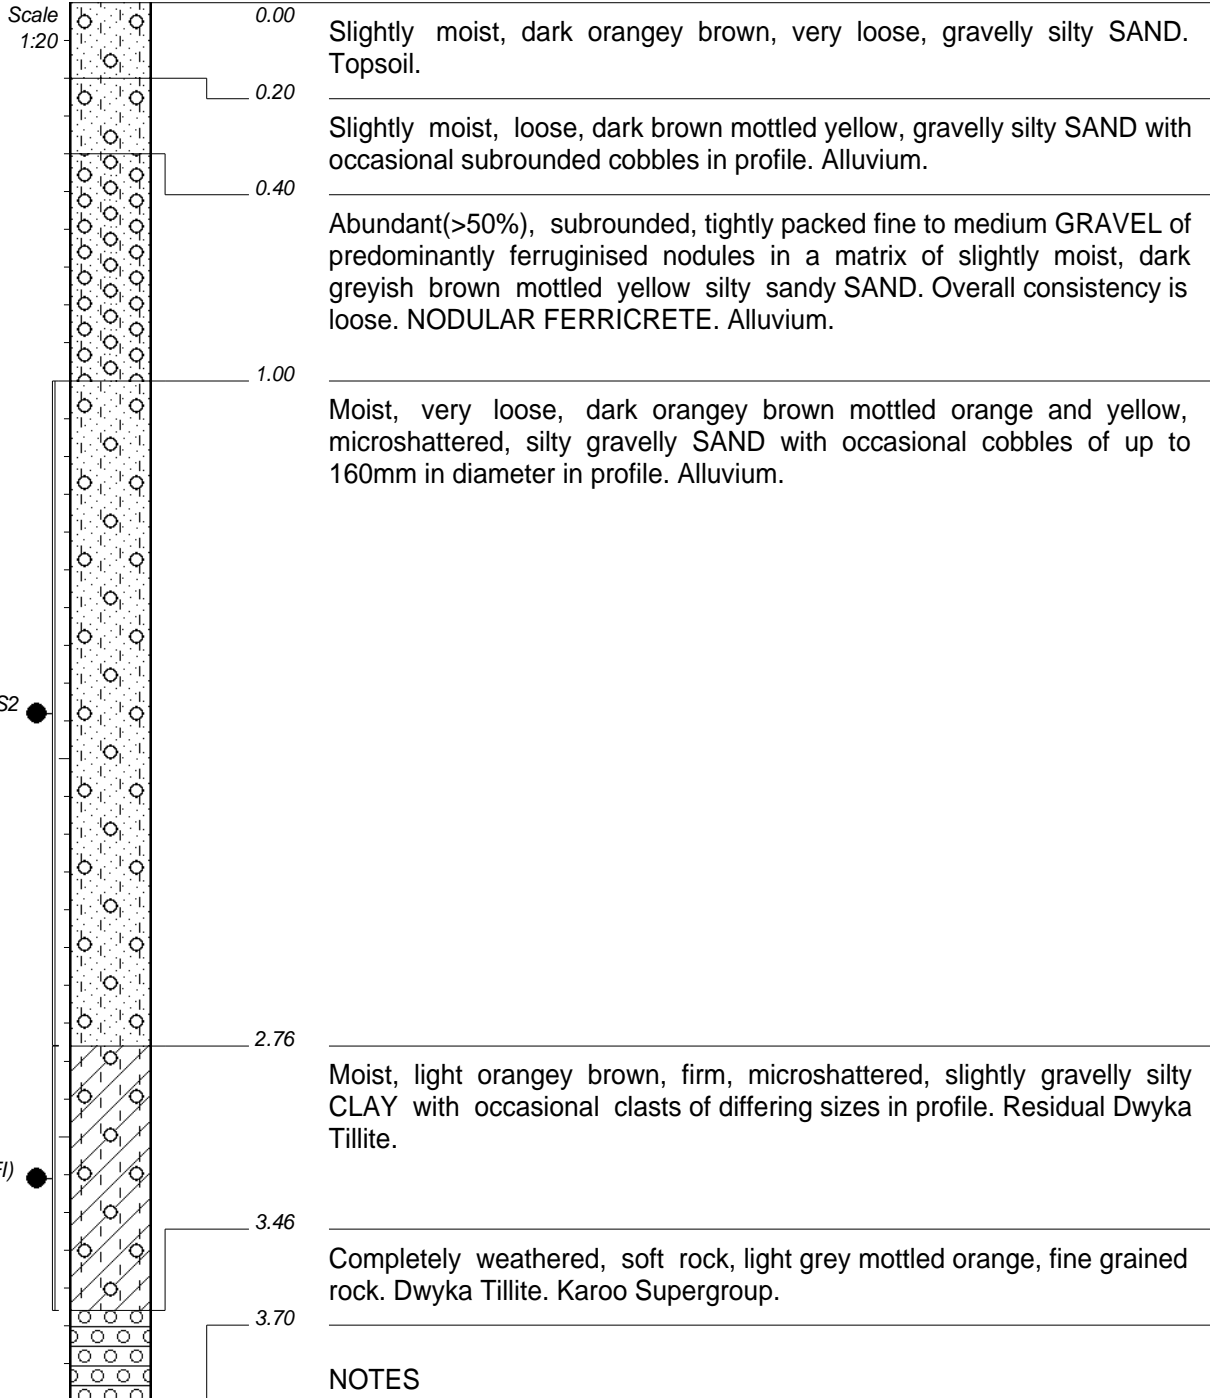 Scale
1:20
0.00
Slightly moist, dark orangey brown, very loose, gravelly silty SAND.
Topsoil.
0.20
Slightly moist, loose, dark brown mottled yellow, gravelly silty SAND with
occasional subrounded cobbles in profile. Alluvium.
0.40
Abundant(>50%), subrounded, tightly packed fine to medium GRAVEL of
predominantly ferruginised nodules in a matrix of slightly moist, dark
greyish brown mottled yellow silty sandy SAND. Overall consistency is
loose. NODULAR FERRICRETE. Alluvium.
1.00
Moist, very loose, dark orangey brown mottled orange and yellow,
microshattered, silty gravelly SAND with occasional cobbles of up to
160mm in diameter in profile. Alluvium.
S2
2.76
Moist, light orangey brown, firm, microshattered, slightly gravelly silty
CLAY with occasional clasts of differing sizes in profile. Residual Dwyka
Tillite.
3.46
Completely weathered, soft rock, light grey mottled orange, fine grained
rock. Dwyka Tillite. Karoo Supergroup.
3.70
NOTES